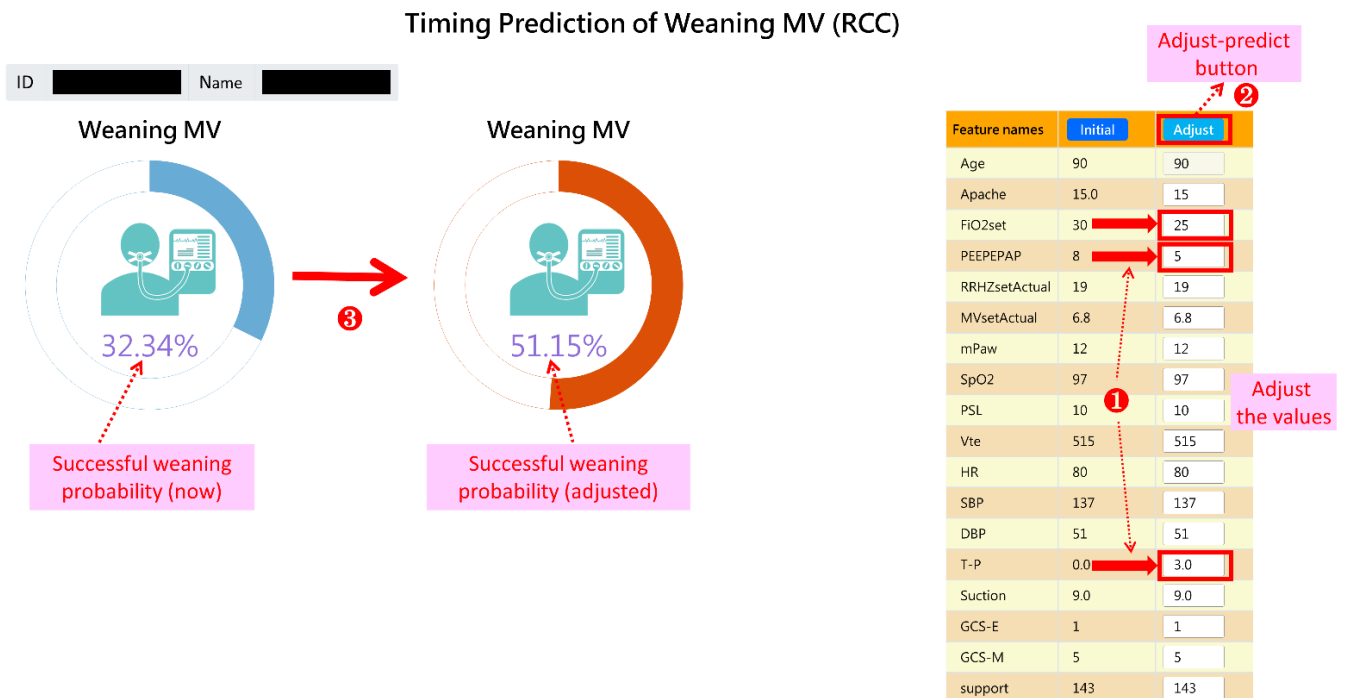 Timing Prediction of Weaning MV (RCC)
ID Name
Weaning MV
32.34%
Successful weaning
probability (now)
❸
Weaning MV
51.15%
Successful weaning
probability (adjusted)
Adjust-predict
button
❷
Feature names Initial Adjust
Age 90 90
Apache 15.0 15
FiO2set 30 25
PEEPEPAP 8 5
RRHZsetActual 19 19
MVsetActual 6.8 6.8
mPaw 12 12
SpO2 97 97
PSL 10 10
Vte 515 515
HR 80 80
SBP 137 137
DBP 51 51
T-P 0.0 3.0
Suction 9.0 9.0
GCS-E 1 1
GCS-M 5 5
support 143 143
❶
Adjust
the values